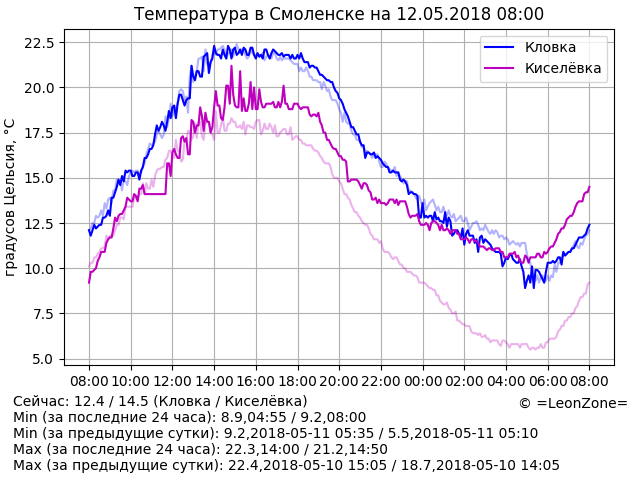 Температура в Смоленске на 12.05.2018 08:00
градусов Цельсия, °C
22.5
20.0
17.5
15.0
12.5
10.0
7.5
5.0
Кловка
Киселёвка
08:00 10:00 12:00 14:00 16:00 18:00 20:00 22:00 00:00 02:00 04:00 06:00 08:00
Сейчас: 12.4 / 14.5 (Кловка / Киселёвка)
© =LeonZone=
Min (за последние 24 часа): 8.9,04:55 / 9.2,08:00
Min (за предыдущие сутки): 9.2,2018-05-11 05:35 / 5.5,2018-05-11 05:10
Max (за последние 24 часа): 22.3,14:00 / 21.2,14:50
Max (за предыдущие сутки): 22.4,2018-05-10 15:05 / 18.7,2018-05-10 14:05